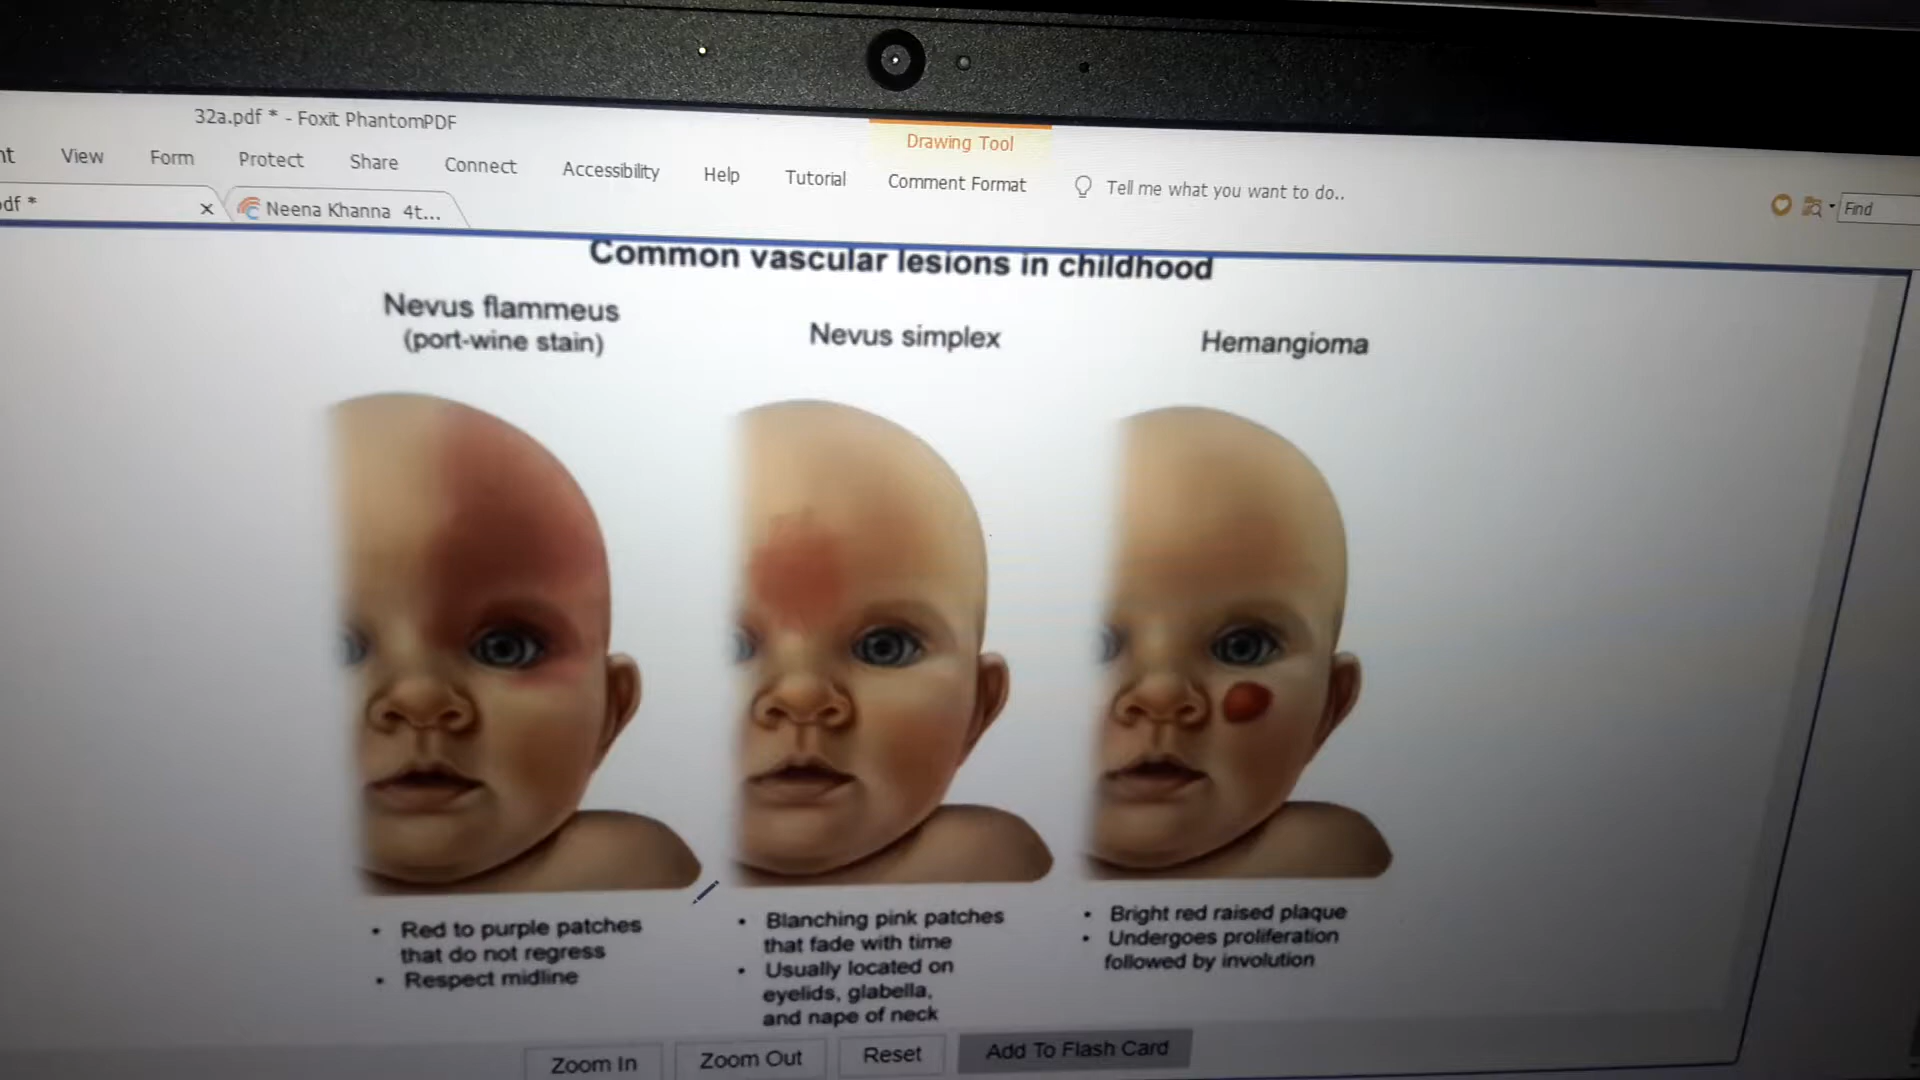 32a.pdf * - Foxit PhantomPDF
Drawing Tool
View Form Protect Share Connect Accessibility Help Tutorial Comment Format Tell me what you want to do..
df *
Neena Khanna 4t...
Find
Common vascular lesions in childhood
Nevus flammeus
(port-wine stain)
Nevus simplex
Hemangioma
• Red to purple patches
that do not regress
• Respect midline
• Blanching pink patches
that fade with time
• Usually located on
eyelids, glabella,
and nape of neck
• Bright red raised plaque
• Undergoes proliferation
followed by involution
Zoom In Zoom Out Reset Add To Flash Card